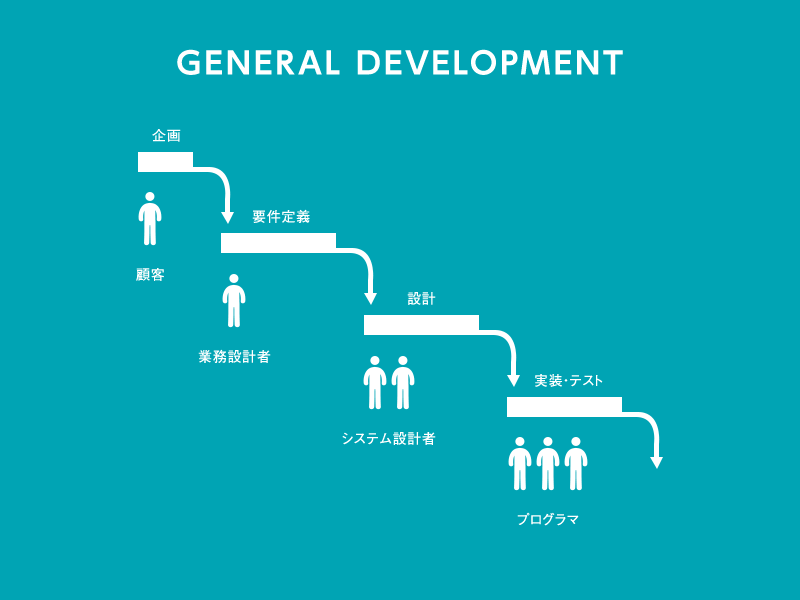 GENERAL DEVELOPMENT
企画
顧客
要件定義
業務設計者
設計
システム設計者
実装・テスト
プログラマ